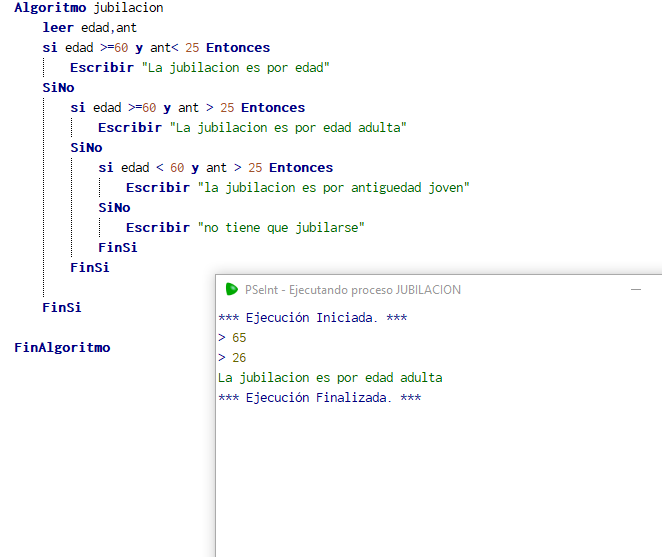 Algoritmo jubilacion
leer edad,ant
si edad >=60 y ant< 25 Entonces
Escribir "La jubilacion es por edad"
SiNo
si edad >=60 y ant > 25 Entonces
Escribir "La jubilacion es por edad adulta"
SiNo
si edad < 60 y ant > 25 Entonces
Escribir "la jubilacion es por antiguedad joven"
SiNo
Escribir "no tiene que jubilarse"
FinSi
FinSi
FinSi
FinAlgoritmo
PSeInt - Ejecutando proceso JUBILACION
*** Ejecución Iniciada. ***
> 65
> 26
La jubilacion es por edad adulta
*** Ejecución Finalizada. ***